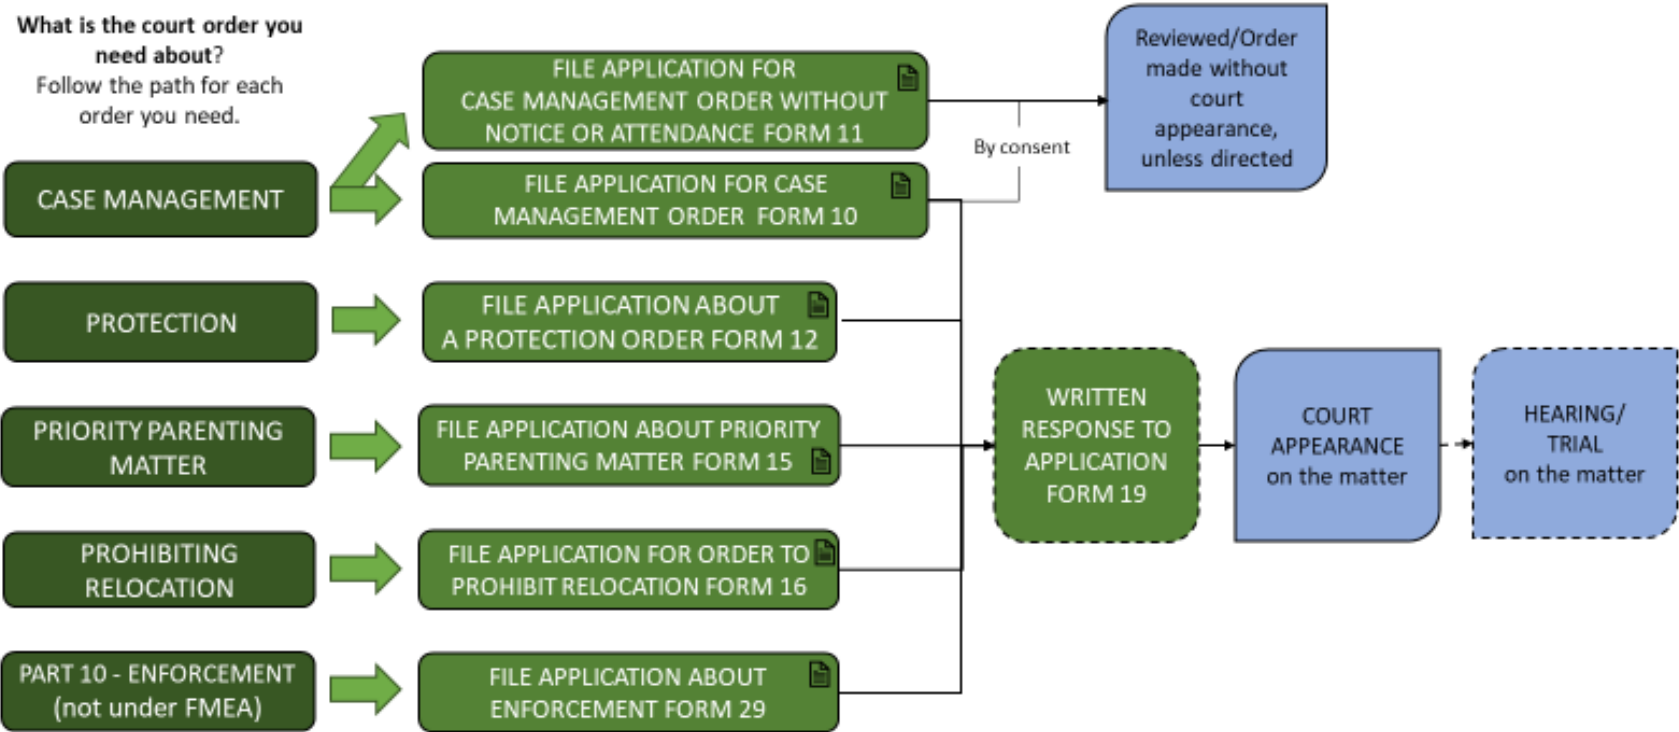 What is the court order you
need about?
Follow the path for each
order you need.
CASE MANAGEMENT
FILE APPLICATION FOR
CASE MANAGEMENT ORDER WITHOUT
NOTICE OR ATTENDANCE FORM 11
FILE APPLICATION FOR CASE
MANAGEMENT ORDER FORM 10
By consent
Reviewed/Order
made without
court
appearance,
unless directed
PROTECTION
FILE APPLICATION ABOUT
A PROTECTION ORDER FORM 12
PRIORITY PARENTING
MATTER
FILE APPLICATION ABOUT PRIORITY
PARENTING MATTER FORM 15
PROHIBITING
RELOCATION
FILE APPLICATION FOR ORDER TO
PROHIBIT RELOCATION FORM 16
PART 10 - ENFORCEMENT
(not under FMEA)
FILE APPLICATION ABOUT
ENFORCEMENT FORM 29
WRITTEN
RESPONSE TO
APPLICATION
FORM 19
COURT
APPEARANCE
on the matter
HEARING/
TRIAL
on the matter